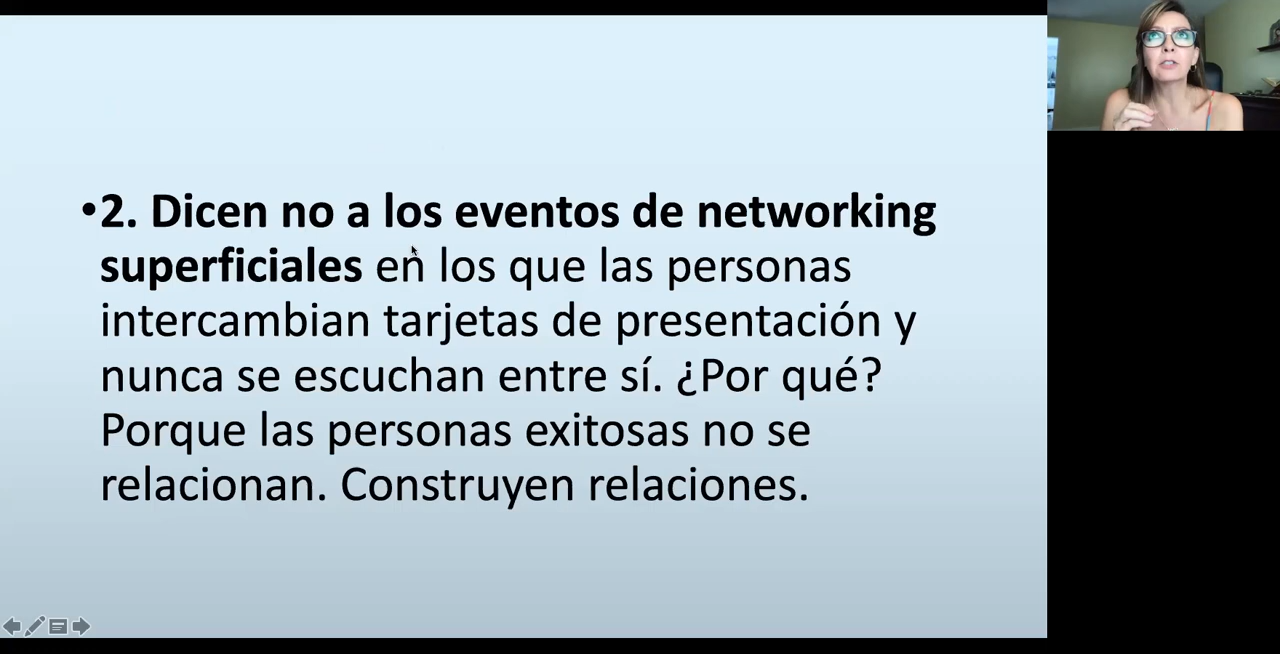 •2. Dicen no a los eventos de networking
superficiales en los que las personas
intercambian tarjetas de presentación y
nunca se escuchan entre sí. ¿Por qué?
Porque las personas exitosas no se
relacionan. Construyen relaciones.